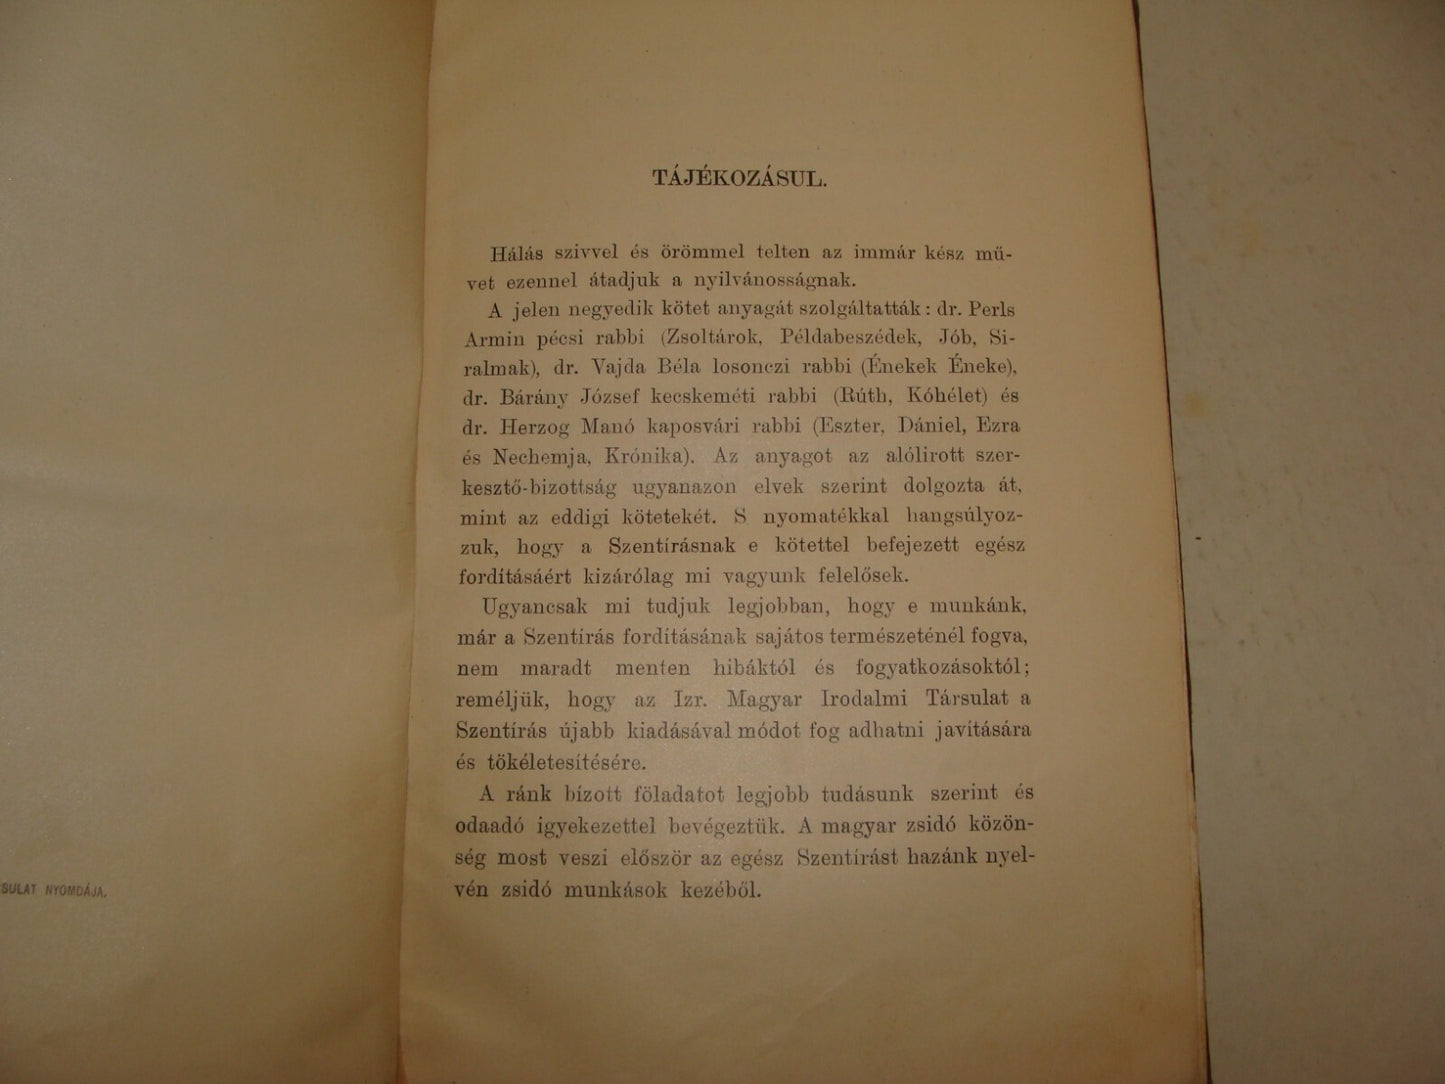 TÁJÉKOZÁSUL.
Hálás szivvel és örömmel telten az immár kész mű-
vet ezennel átadjuk a nyilvánosságnak.
A jelen negyedik kötet anyagát szolgáltatták : dr. Perls
Armin pécsi rabbi (Zsoltárok, Példabeszédek, Jób, Si-
ralmak), dr. Vajda Béla losonczi rabbi (Énekek Éneke),
dr. Bárány József kecskeméti rabbi (Rúth, Kóhélet) és
dr. Herzog Manó kaposvári rabbi (Eszter, Dániel, Ezra
és Nechemja, Krónika). Az anyagot az alólirott szer-
kesztő-bizottság ugyanazon elvek szerint dolgozta át,
mint az eddigi kötetekét. S nyomatékkal hangsúlyoz-
zuk, hogy a Szentírásnak e kötettel befejezett egész
fordításáért kizárólag mi vagyunk felelősek.
Ugyancsak mi tudjuk legjobban, hogy e munkánk,
már a Szentírás fordításának sajátos természeténél fogva,
nem maradt menten hibáktól és fogyatkozásoktól;
reméljük, hogy az Izr. Magyar Irodalmi Társulat a
Szentírás újabb kiadásával módot fog adhatni javítására
és tökéletesítésére.
A ránk bízott föladatot legjobb tudásunk szerint és
odaadó igyekezettel bevégeztük. A magyar zsidó közön-
ség most veszi először az egész Szentírást hazánk nyel-
vén zsidó munkások kezéből.
SULAT NYOMDÁJA.